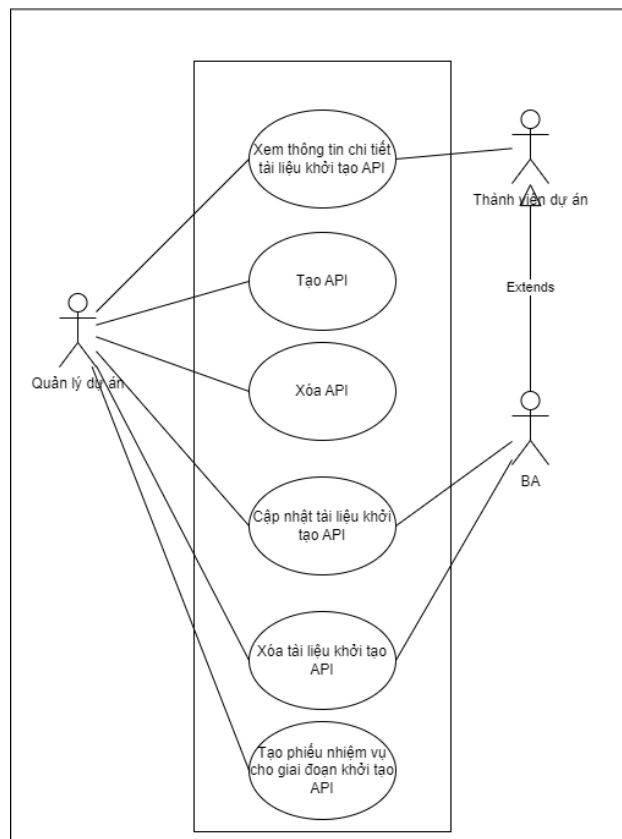 Xem thông tin chi tiết
tài liệu khởi tạo API
Thành viên dự án
Tạo API
Extends
Quản lý dự án
Xóa API
BA
Cập nhật tài liệu khởi
tạo API
Xóa tài liệu khởi tạo
API
Tạo phiếu nhiệm vụ
cho giai đoạn khởi tạo
API